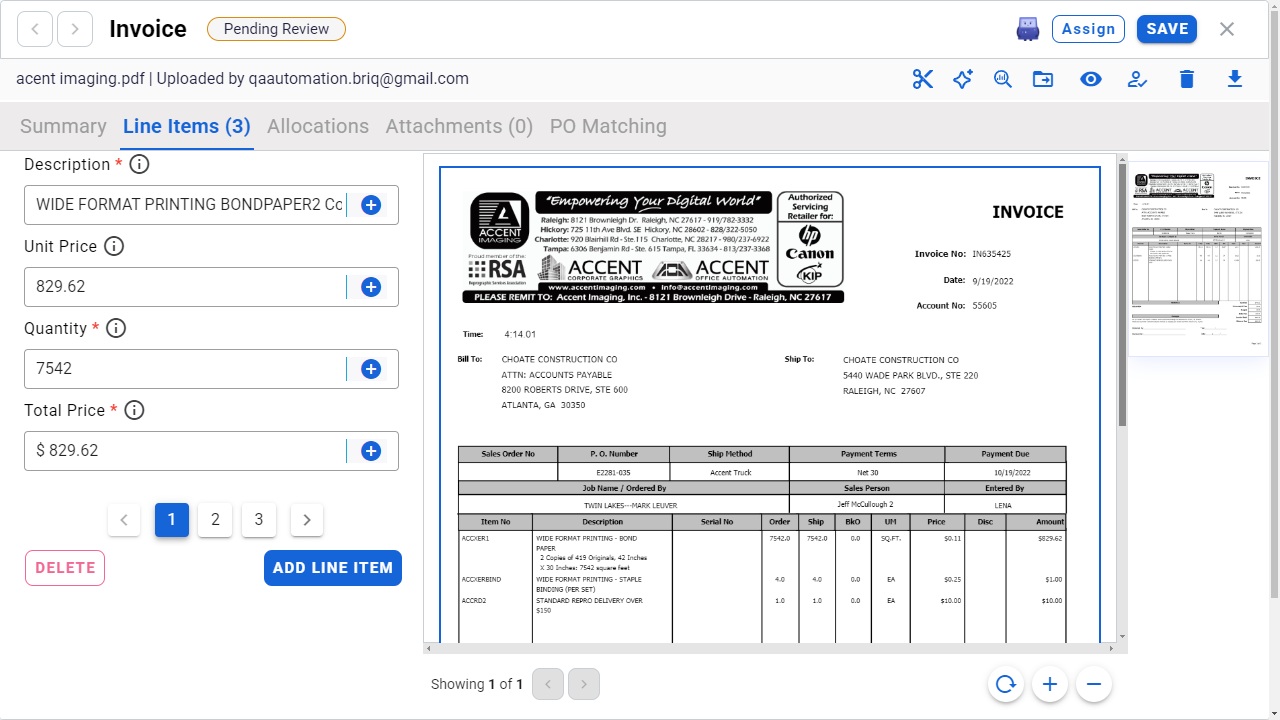 Invoice
Pending Review
Assign
SAVE
acent imaging.pdf | Uploaded by qaautomation.briq@gmail.com
Summary
Line Items (3)
Allocations
Attachments (0)
PO Matching
Description *
WIDE FORMAT PRINTING BONDPAPER2 Co
Unit Price
829.62
Quantity *
7542
Total Price *
$ 829.62
1 2 3
DELETE
ADD LINE ITEM
ACCENT
IMAGING
"Empowering Your Digital World"
Raleigh: 8121 Brownleigh Dr. Raleigh, NC 27617 - 919/782-3332
Hickory: 725 11th Ave Blvd. SE Hickory, NC 28602 - 828/322-5050
Charlotte: 920 Blairhill Rd - Ste.115 Charlotte, NC 28217 - 980/237-6922
Tampa: 6306 Benjamin Rd - Ste. 615 Tampa, FL 33634 - 813/237-3368
Proud member of the:
RSA
Reprographic Services Association
ACCENT
CORPORATE GRAPHICS
ACCENT
OFFICE AUTOMATION
www.accentimaging.com • info@accentimaging.com
PLEASE REMIT TO: Accent Imaging, Inc. - 8121 Brownleigh Drive - Raleigh, NC 27617
Authorized
Servicing
Retailer for:
hp
Canon
KIP
INVOICE
Invoice No: IN635425
Date: 9/19/2022
Account No: 55605
Time: 4:14.01
Bill To: CHOATE CONSTRUCTION CO
ATTN: ACCOUNTS PAYABLE
8200 ROBERTS DRIVE, STE 600
ATLANTA, GA 30350
Ship To: CHOATE CONSTRUCTION CO
5440 WADE PARK BLVD., STE 220
RALEIGH, NC 27607
Sales Order No P. O. Number Ship Method Payment Terms Payment Due
E2281-035 Accent Truck Net 30 10/19/2022
Job Name / Ordered By Sales Person Entered By
TWIN LAKES---MARK LEUVER Jeff McCullough 2 LENA
Item No Description Serial No Order Ship BkO UM Price Disc Amount
ACCXER1 WIDE FORMAT PRINTING - BOND 7542.0 7542.0 0.0 SQ.FT. $0.11 $829.62
PAPER
2 Copies of 419 Originals, 42 Inches
X 30 Inches: 7542 square feet
ACCXERBIND WIDE FORMAT PRINTING - STAPLE 4.0 4.0 0.0 EA $0.25 $1.00
BINDING (PER SET)
ACCRD2 STANDARD REPRO DELIVERY OVER 1.0 1.0 0.0 EA $10.00 $10.00
$150
Showing 1 of 1